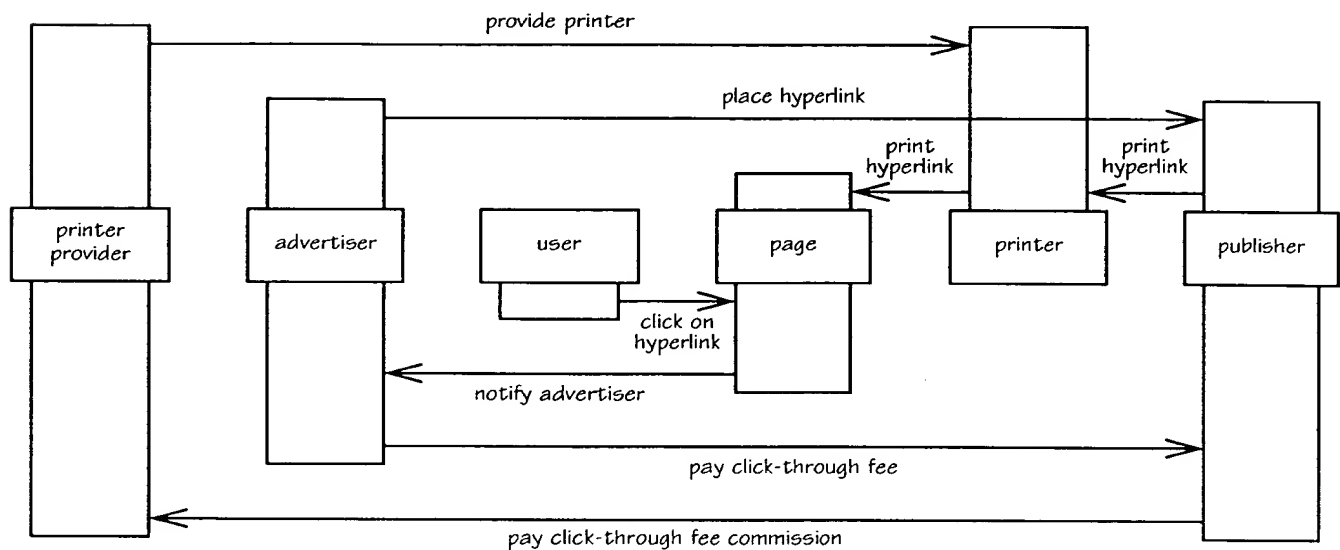 provide printer
place hyperlink
print
hyperlink
print
hyperlink
printer
provider
advertiser
user
page
printer
publisher
click on
hyperlink
notify advertiser
pay click-through fee
pay click-through fee commission